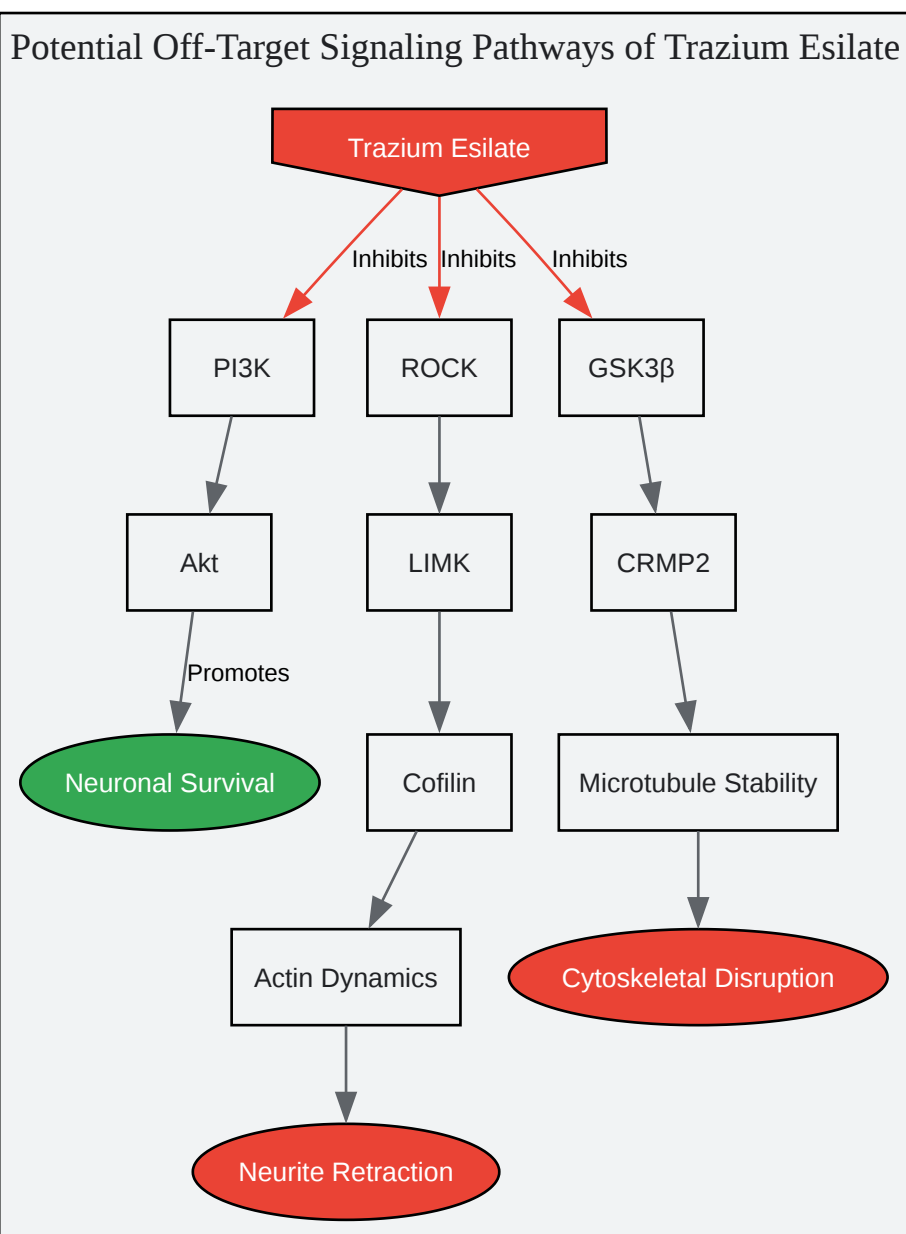 Potential Off-Target Signaling Pathways of Trazium Esilate
Trazium Esilate
Inhibits
Inhibits
Inhibits
PI3K
ROCK
GSK3β
Akt
LIMK
CRMP2
Promotes
Neuronal Survival
Cofilin
Microtubule Stability
Actin Dynamics
Cytoskeletal Disruption
Neurite Retraction